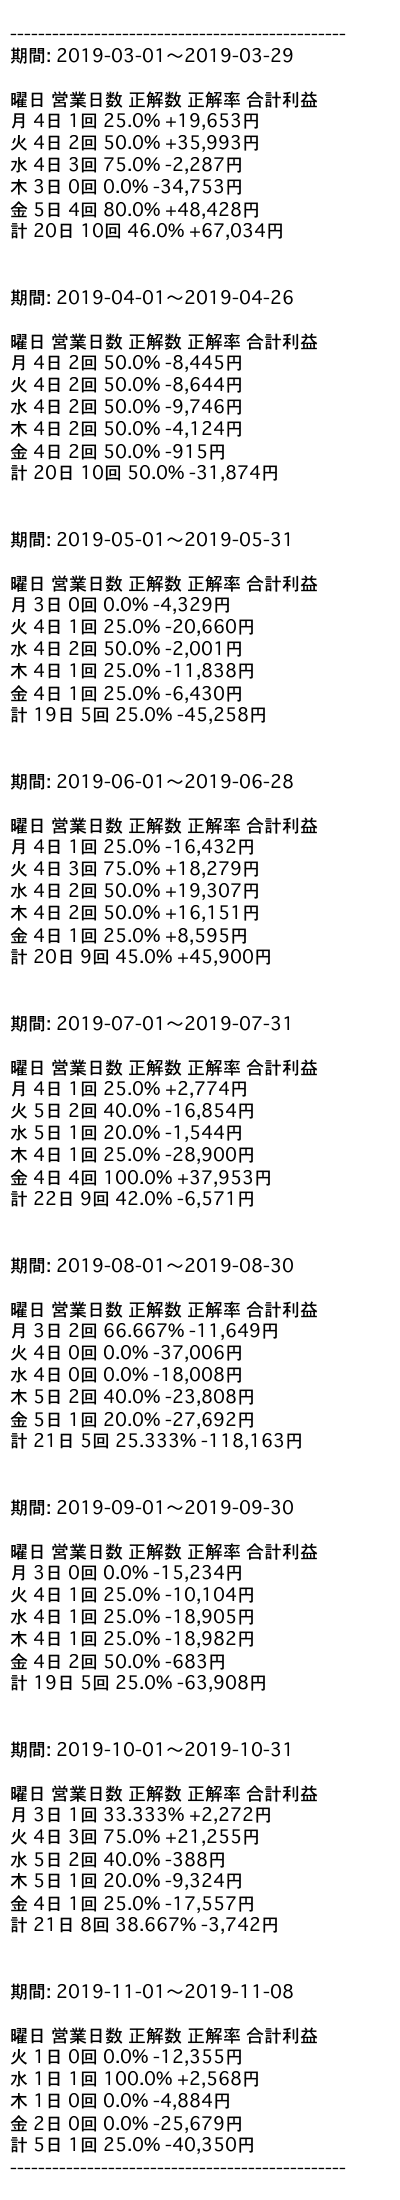 ------------------------------------------------
期間: 2019-03-01～2019-03-29
曜日 営業日数 正解数 正解率 合計利益
月 4日 1回 25.0% +19,653円
火 4日 2回 50.0% +35,993円
水 4日 3回 75.0% -2,287円
木 3日 0回 0.0% -34,753円
金 5日 4回 80.0% +48,428円
計 20日 10回 46.0% +67,034円
期間: 2019-04-01～2019-04-26
曜日 営業日数 正解数 正解率 合計利益
月 4日 2回 50.0% -8,445円
火 4日 2回 50.0% -8,644円
水 4日 2回 50.0% -9,746円
木 4日 2回 50.0% -4,124円
金 4日 2回 50.0% -915円
計 20日 10回 50.0% -31,874円
期間: 2019-05-01～2019-05-31
曜日 営業日数 正解数 正解率 合計利益
月 3日 0回 0.0% -4,329円
火 4日 1回 25.0% -20,660円
水 4日 2回 50.0% -2,001円
木 4日 1回 25.0% -11,838円
金 4日 1回 25.0% -6,430円
計 19日 5回 25.0% -45,258円
期間: 2019-06-01～2019-06-28
曜日 営業日数 正解数 正解率 合計利益
月 4日 1回 25.0% -16,432円
火 4日 3回 75.0% +18,279円
水 4日 2回 50.0% +19,307円
木 4日 2回 50.0% +16,151円
金 4日 1回 25.0% +8,595円
計 20日 9回 45.0% +45,900円
期間: 2019-07-01～2019-07-31
曜日 営業日数 正解数 正解率 合計利益
月 4日 1回 25.0% +2,774円
火 5日 2回 40.0% -16,854円
水 5日 1回 20.0% -1,544円
木 4日 1回 25.0% -28,900円
金 4日 4回 100.0% +37,953円
計 22日 9回 42.0% -6,571円
期間: 2019-08-01～2019-08-30
曜日 営業日数 正解数 正解率 合計利益
月 3日 2回 66.667% -11,649円
火 4日 0回 0.0% -37,006円
水 4日 0回 0.0% -18,008円
木 5日 2回 40.0% -23,808円
金 5日 1回 20.0% -27,692円
計 21日 5回 25.333% -118,163円
期間: 2019-09-01～2019-09-30
曜日 営業日数 正解数 正解率 合計利益
月 3日 0回 0.0% -15,234円
火 4日 1回 25.0% -10,104円
水 4日 1回 25.0% -18,905円
木 4日 1回 25.0% -18,982円
金 4日 2回 50.0% -683円
計 19日 5回 25.0% -63,908円
期間: 2019-10-01～2019-10-31
曜日 営業日数 正解数 正解率 合計利益
月 3日 1回 33.333% +2,272円
火 4日 3回 75.0% +21,255円
水 5日 2回 40.0% -388円
木 5日 1回 20.0% -9,324円
金 4日 1回 25.0% -17,557円
計 21日 8回 38.667% -3,742円
期間: 2019-11-01～2019-11-08
曜日 営業日数 正解数 正解率 合計利益
火 1日 0回 0.0% -12,355円
水 1日 1回 100.0% +2,568円
木 1日 0回 0.0% -4,884円
金 2日 0回 0.0% -25,679円
計 5日 1回 25.0% -40,350円
------------------------------------------------